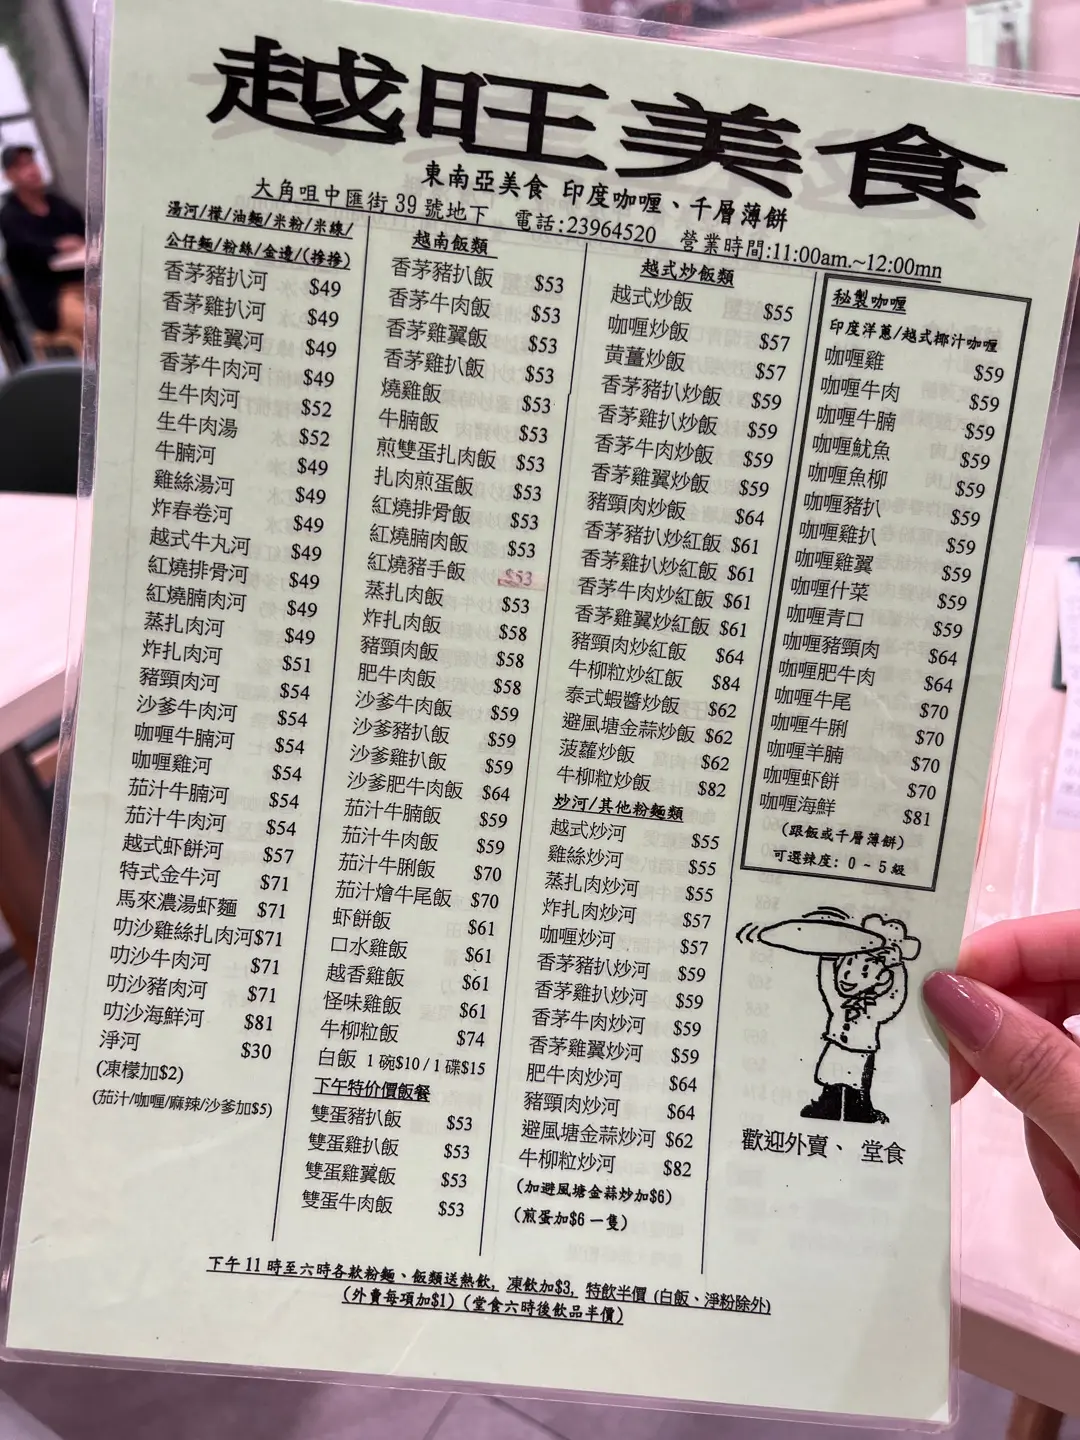 越旺美食
東南亞美食 印度咖喱、千層薄餅
大角咀中匯街 39 號地下 電話:23964520 營業時間:11:00am.~12:00mn
湯河/檬/油麵/米粉/米線/
公仔麵/粉絲/金邊/(掺掺)
香茅豬扒河 $49
香茅雞扒河 $49
香茅雞翼河 $49
香茅牛肉河 $49
生牛肉河 $52
生牛肉湯 $52
牛腩河 $49
雞絲湯河 $49
炸春卷河 $49
越式牛丸河 $49
紅燒排骨河 $49
紅燒腩肉河 $49
蒸扎肉河 $49
炸扎肉河 $51
豬頸肉河 $54
沙爹牛肉河 $54
咖喱牛腩河 $54
咖喱雞河 $54
茄汁牛腩河 $54
茄汁牛肉河 $54
越式虾餅河 $57
特式金牛河 $71
馬來濃湯虾麵 $71
叻沙雞絲扎肉河$71
叻沙牛肉河 $71
叻沙豬肉河 $71
叻沙海鮮河 $81
淨河 $30
(凍檬加$2)
(茄汁/咖喱/麻辣/沙爹加$5)
越南飯類
香茅豬扒飯 $53
香茅牛肉飯 $53
香茅雞翼飯 $53
香茅雞扒飯 $53
燒雞飯 $53
牛腩飯 $53
煎雙蛋扎肉飯 $53
扎肉煎蛋飯 $53
紅燒排骨飯 $53
紅燒腩肉飯 $53
紅燒豬手飯 $53
蒸扎肉飯 $53
炸扎肉飯 $58
豬頸肉飯 $58
肥牛肉飯 $58
沙爹牛肉飯 $59
沙爹豬扒飯 $59
沙爹雞扒飯 $59
沙爹肥牛肉飯 $64
茄汁牛腩飯 $59
茄汁牛肉飯 $59
茄汁牛脷飯 $70
茄汁燴牛尾飯 $70
虾餅飯 $61
口水雞飯 $61
越香雞飯 $61
怪味雞飯 $61
牛柳粒飯 $74
白飯 1 碗$10/1 碟$15
下午特价價飯餐
雙蛋豬扒飯 $53
雙蛋雞扒飯 $53
雙蛋雞翼飯 $53
雙蛋牛肉飯 $53
越式炒飯類
越式炒飯 $55
咖喱炒飯 $57
黄薑炒飯 $57
香茅豬扒炒飯 $59
香茅雞扒炒飯 $59
香茅牛肉炒飯 $59
香茅雞翼炒飯 $59
豬頸肉炒飯 $64
香茅豬扒炒紅飯 $61
香茅雞扒炒紅飯 $61
香茅牛肉炒紅飯 $61
香茅雞翼炒紅飯 $61
豬頸肉炒紅飯 $64
牛柳粒炒紅飯 $84
泰式蝦醬炒飯 $62
避風塘金蒜炒飯 $62
菠蘿炒飯 $62
牛柳粒炒飯 $82
炒河/其他粉麵類
越式炒河 $55
雞絲炒河 $55
蒸扎肉炒河 $55
炸扎肉炒河 $57
咖喱炒河 $57
香茅豬扒炒河 $59
香茅雞扒炒河 $59
香茅牛肉炒河 $59
香茅雞翼炒河 $59
肥牛肉炒河 $64
豬頸肉炒河 $64
避風塘金蒜炒河 $62
牛柳粒炒河 $82
(加避風塘金蒜炒加$6)
(煎蛋加$6 一隻)
秘製咖喱
印度洋蔥/越式椰汁咖喱
咖喱雞 $59
咖喱牛肉 $59
咖喱牛腩 $59
咖喱魷魚 $59
咖喱魚柳 $59
咖喱豬扒 $59
咖喱雞扒 $59
咖喱雞翼 $59
咖喱什菜 $59
咖喱青口 $59
咖喱豬頸肉 $64
咖喱肥牛肉 $64
咖喱牛尾 $70
咖喱牛脷 $70
咖喱羊腩 $70
咖喱虾餅 $70
咖喱海鮮 $81
(跟飯或千層薄餅)
可選辣度: 0 - 5 級
歡迎外賣、 堂食
下午 11 時至六時各款粉麵、飯類送熱飲, 凍飲加$3, 特飲半價 (白飯、淨粉除外)
(外賣每項加$1) (堂食六時後飲品半價)